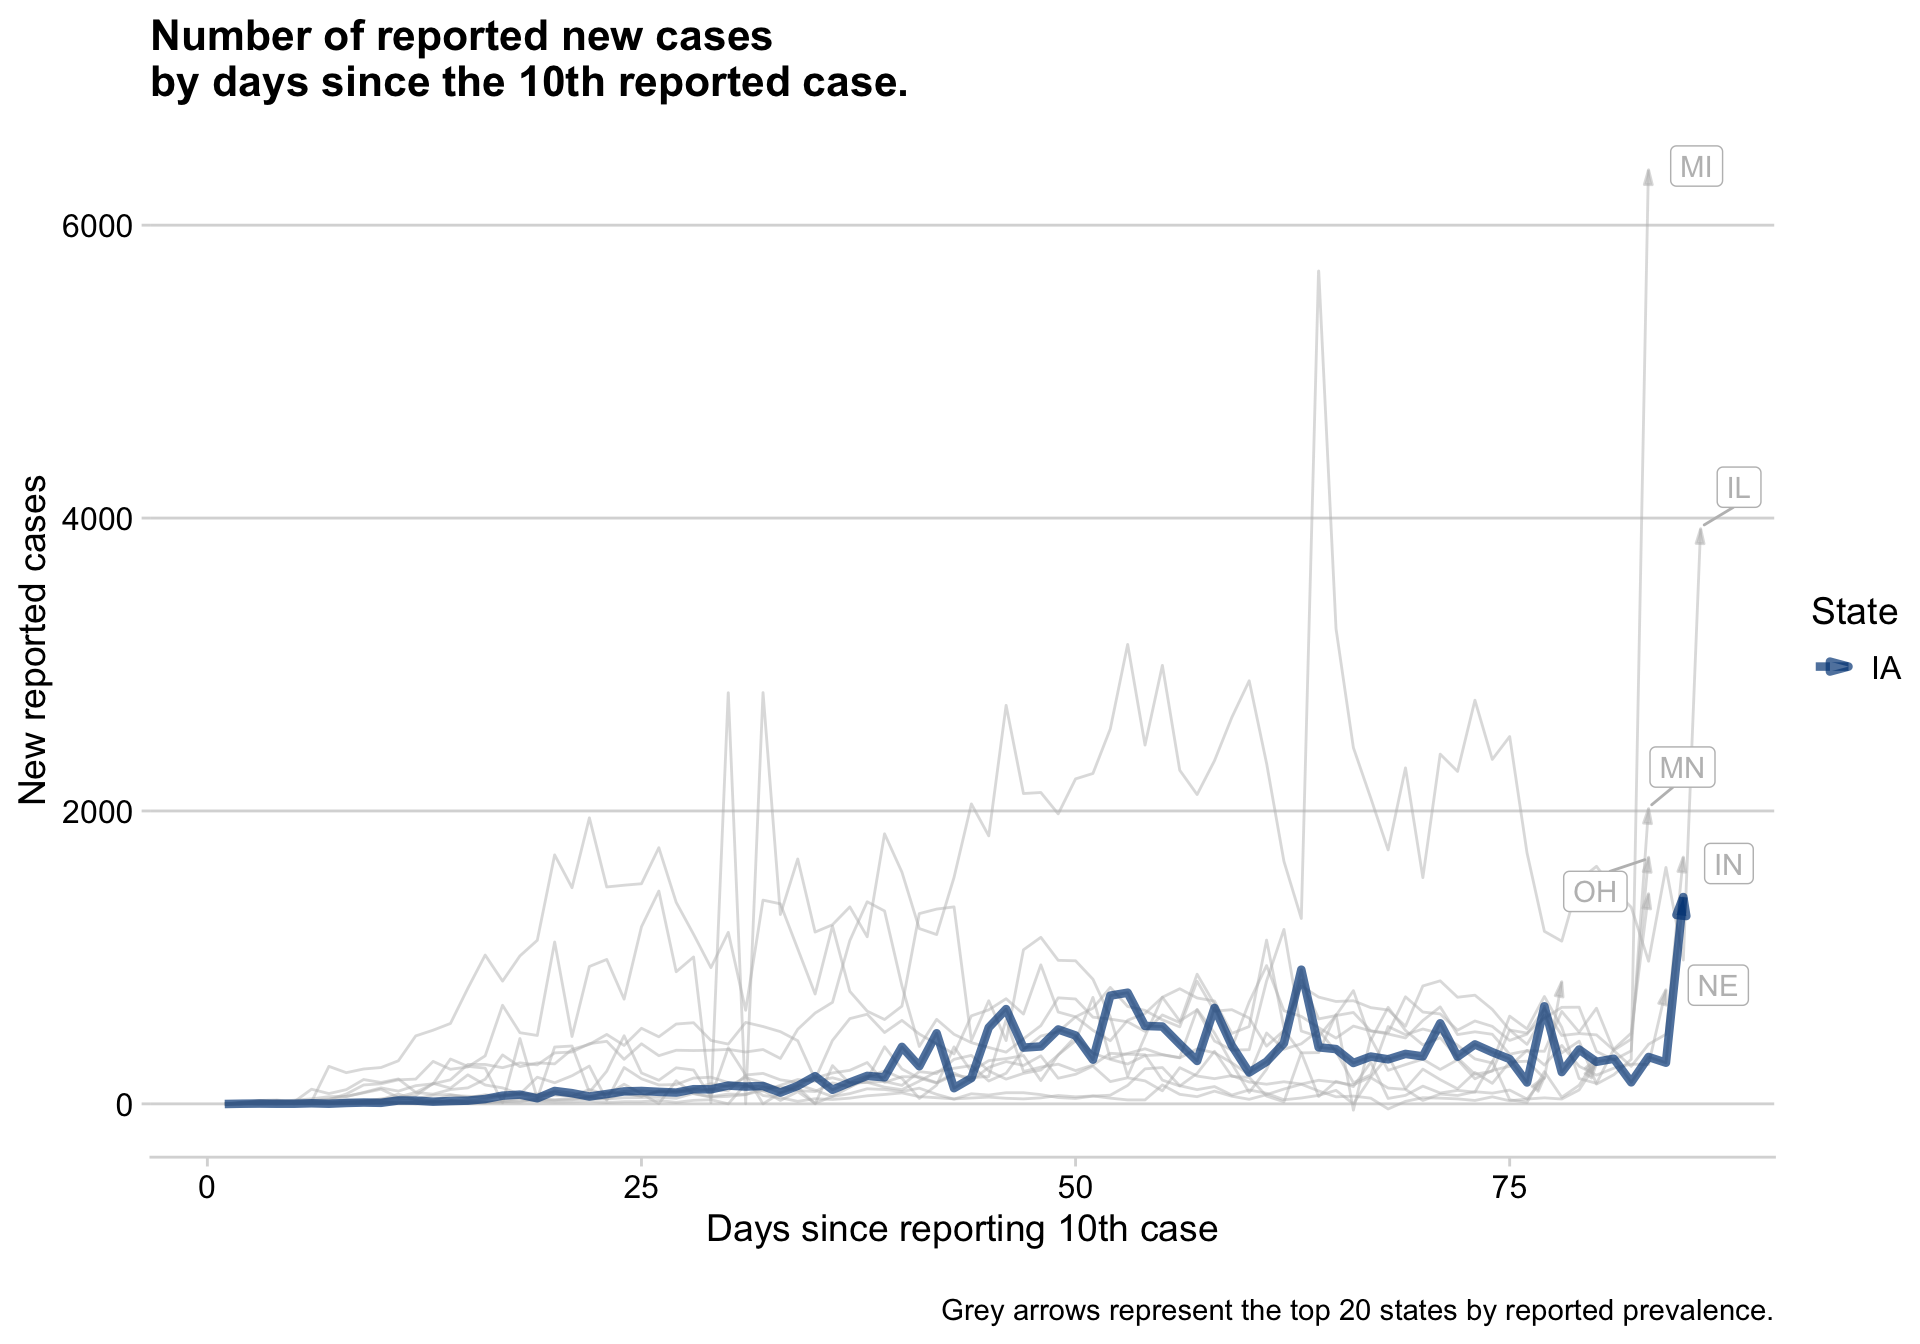 Number of reported new cases
by days since the 10th reported case.
MI
6000
IL
4000
New reported cases
State
IA
MN
2000
IN
OH
NE
0
0
25
50
75
Days since reporting 10th case
Grey arrows represent the top 20 states by reported prevalence.